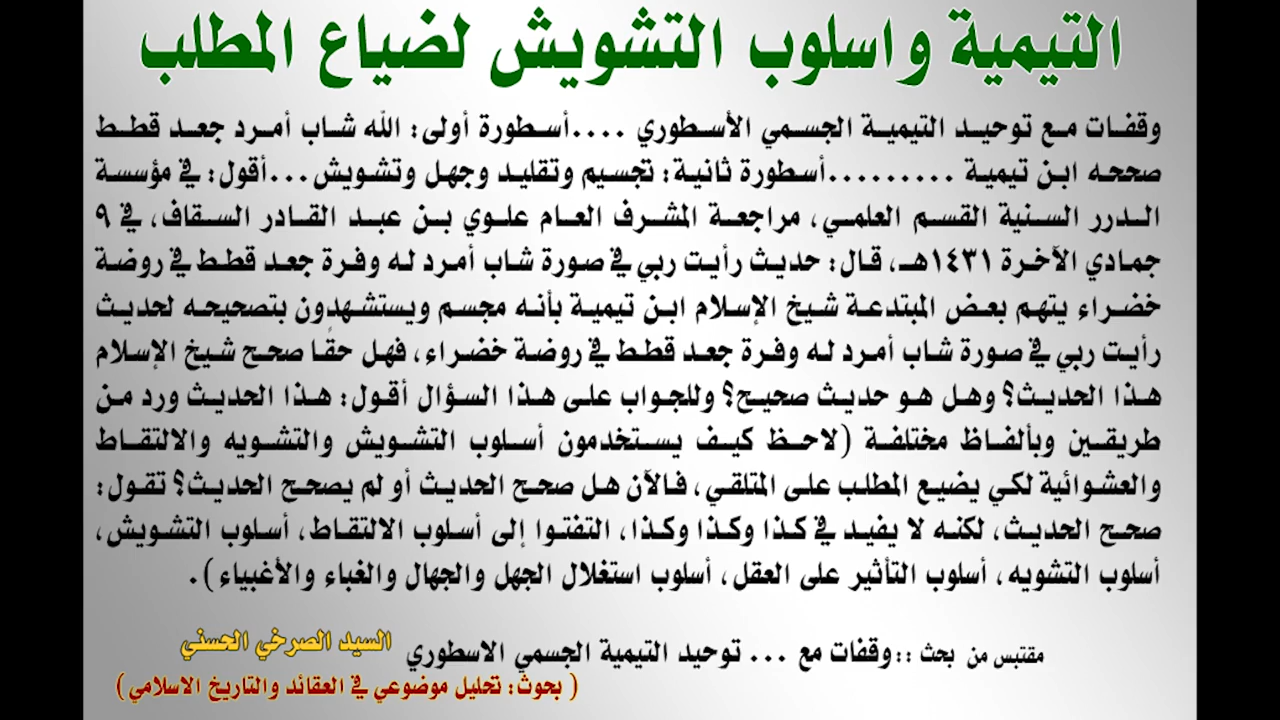 التيمية واسلوب التشويش لضياع المطلب
وقفات مع توحيد التيمية الجسمي الأسطوري ....أسطورة أولى: الله شاب أمرد جعد قطط
صححه ابن تيمية .........أسطورة ثانية: تجسيم وتقليد وجهل وتشويش...أقول: في مؤسسة
الدرر السنية القسم العلمي، مراجعة المشرف العام علوي بن عبد القادر السقاف، في ٩
جمادي الآخرة ١٤٣١هـ، قال: حديث رأيت ربي في صورة شاب أمرد له وفرة جعد قطط في روضة
خضراء يتهم بعض المبتدعة شيخ الإسلام ابن تيمية بأنه مجسم ويستشهدون بتصحيحه لحديث
رأيت ربي في صورة شاب أمرد له وفرة جعد قطط في روضة خضراء، فهل حقًا صحح شيخ الإسلام
هذا الحديث؟ وهل هو حديث صحيح؟ وللجواب على هذا السؤال أقول: هذا الحديث ورد من
طريقين وبألفاظ مختلفة (لاحظ كيف يستخدمون أسلوب التشويش والتشويه والالتقاط
والعشوائية لكي يضيع المطلب على المتلقي، فالآن هل صحح الحديث أو لم يصحح الحديث؟ تقول:
صحح الحديث، لكنه لا يفيد في كذا وكذا وكذا، التفتوا إلى أسلوب الالتقاط، أسلوب التشويش،
أسلوب التشويه، أسلوب التأثير على العقل، أسلوب استغلال الجهل والجهال والغباء والأغبياء).
مقتبس من بحث :: وقفات مع ... توحيد التيمية الجسمي الاسطوري السيد الصرخي الحسني
( بحوث: تحليل موضوعي في العقائد والتاريخ الاسلامي)